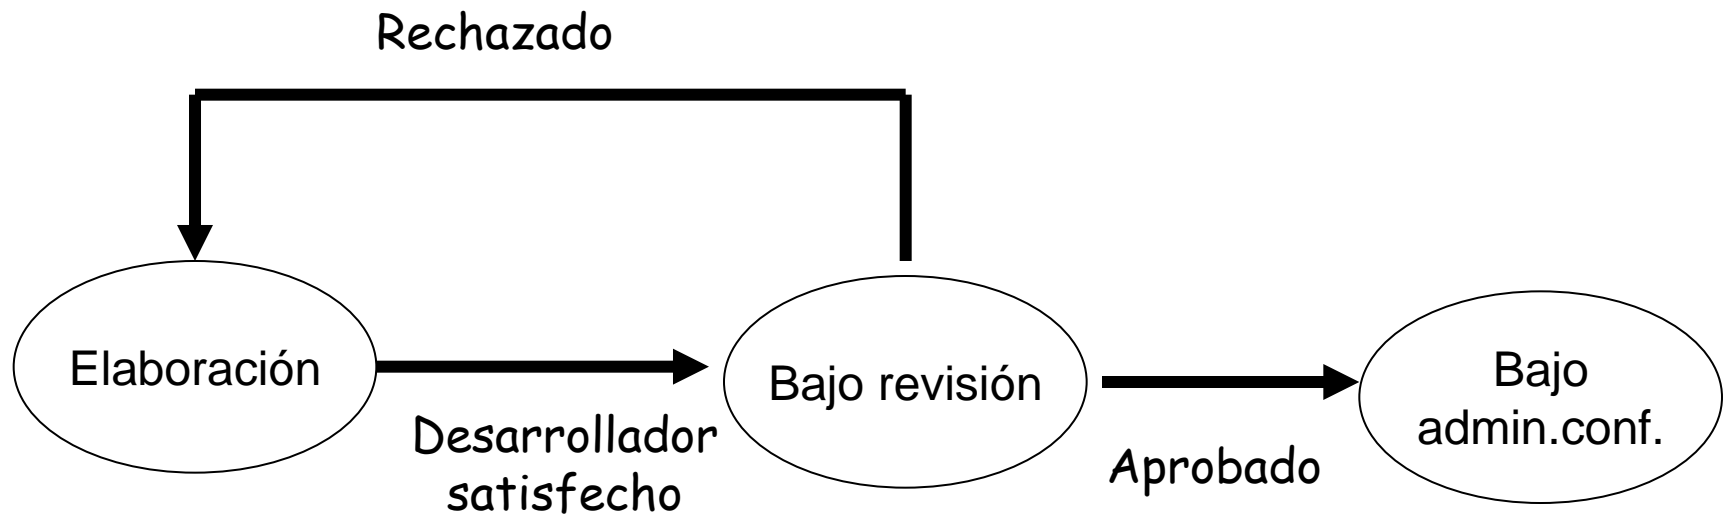 Rechazado
Elaboración
Desarrollador
satisfecho
Bajo revisión
Aprobado
Bajo
admin.conf.